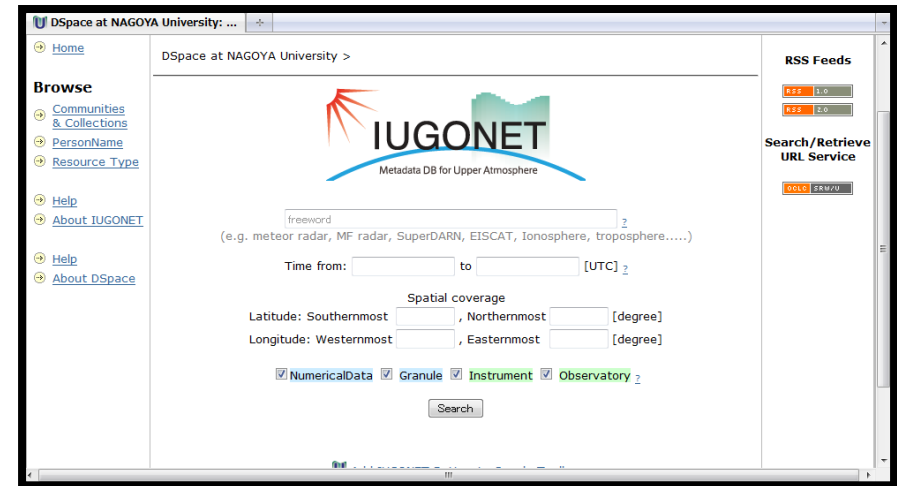 DSpace at NAGOYA University: ...
Home
Browse
Communities
& Collections
PersonName
Resource Type
Help
About IUGONET
Help
About DSpace
DSpace at NAGOYA University >
IUGONET
Metadata DB for Upper Atmosphere
freeword ?
(e.g. meteor radar, MF radar, SuperDARN, EISCAT, Ionosphere, troposphere.....)
Time from: to [UTC] ?
Spatial coverage
Latitude: Southernmost , Northernmost [degree]
Longitude: Westernmost , Easternmost [degree]
NumericalData Granule Instrument Observatory ?
Search
RSS Feeds
RSS 1.0
RSS 2.0
Search/Retrieve
URL Service
OCLC SRW/U